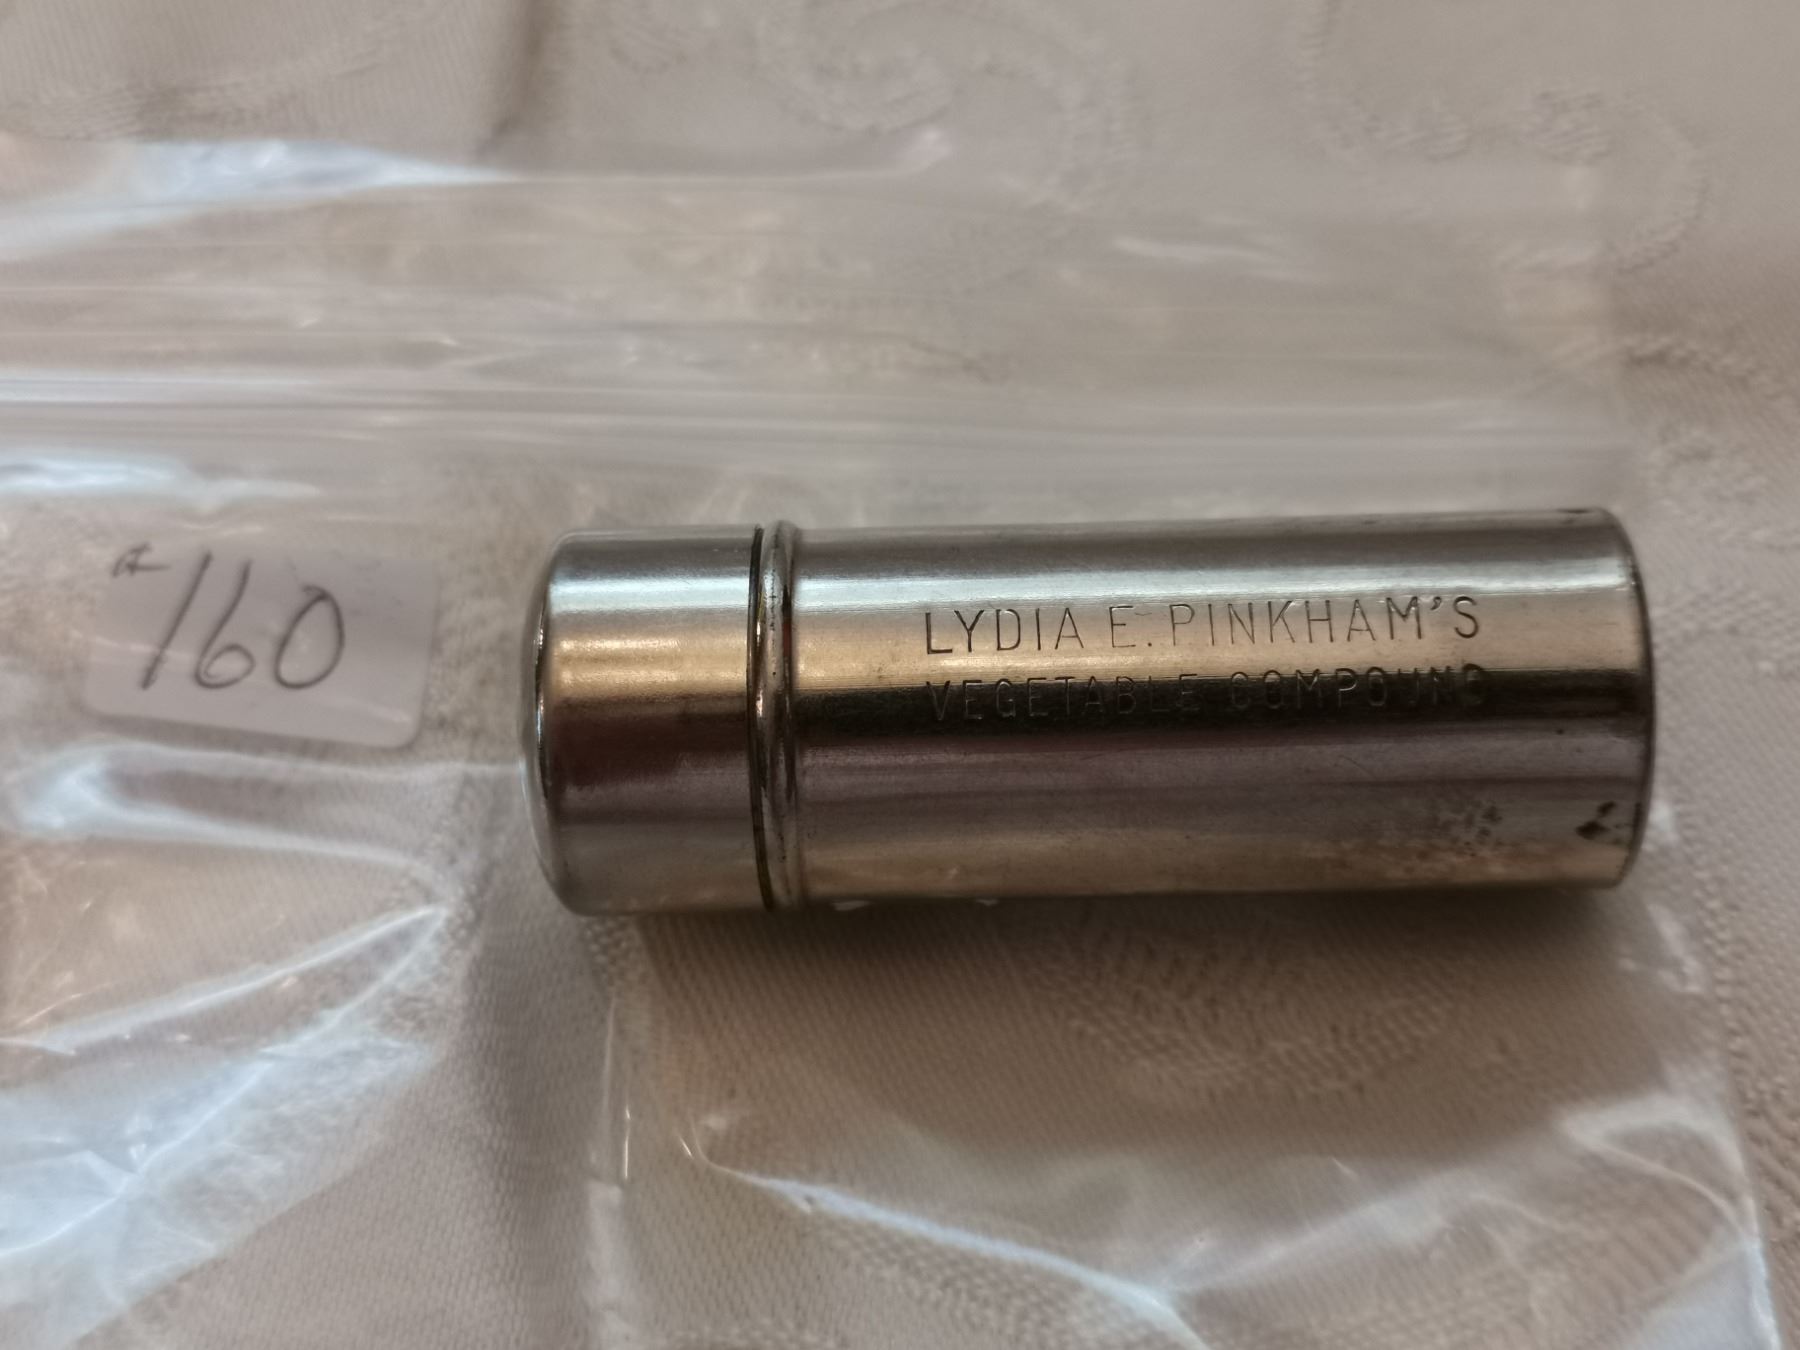 160
LYDIA E. PINKHAM'S
VEGETABLE COMPOUND